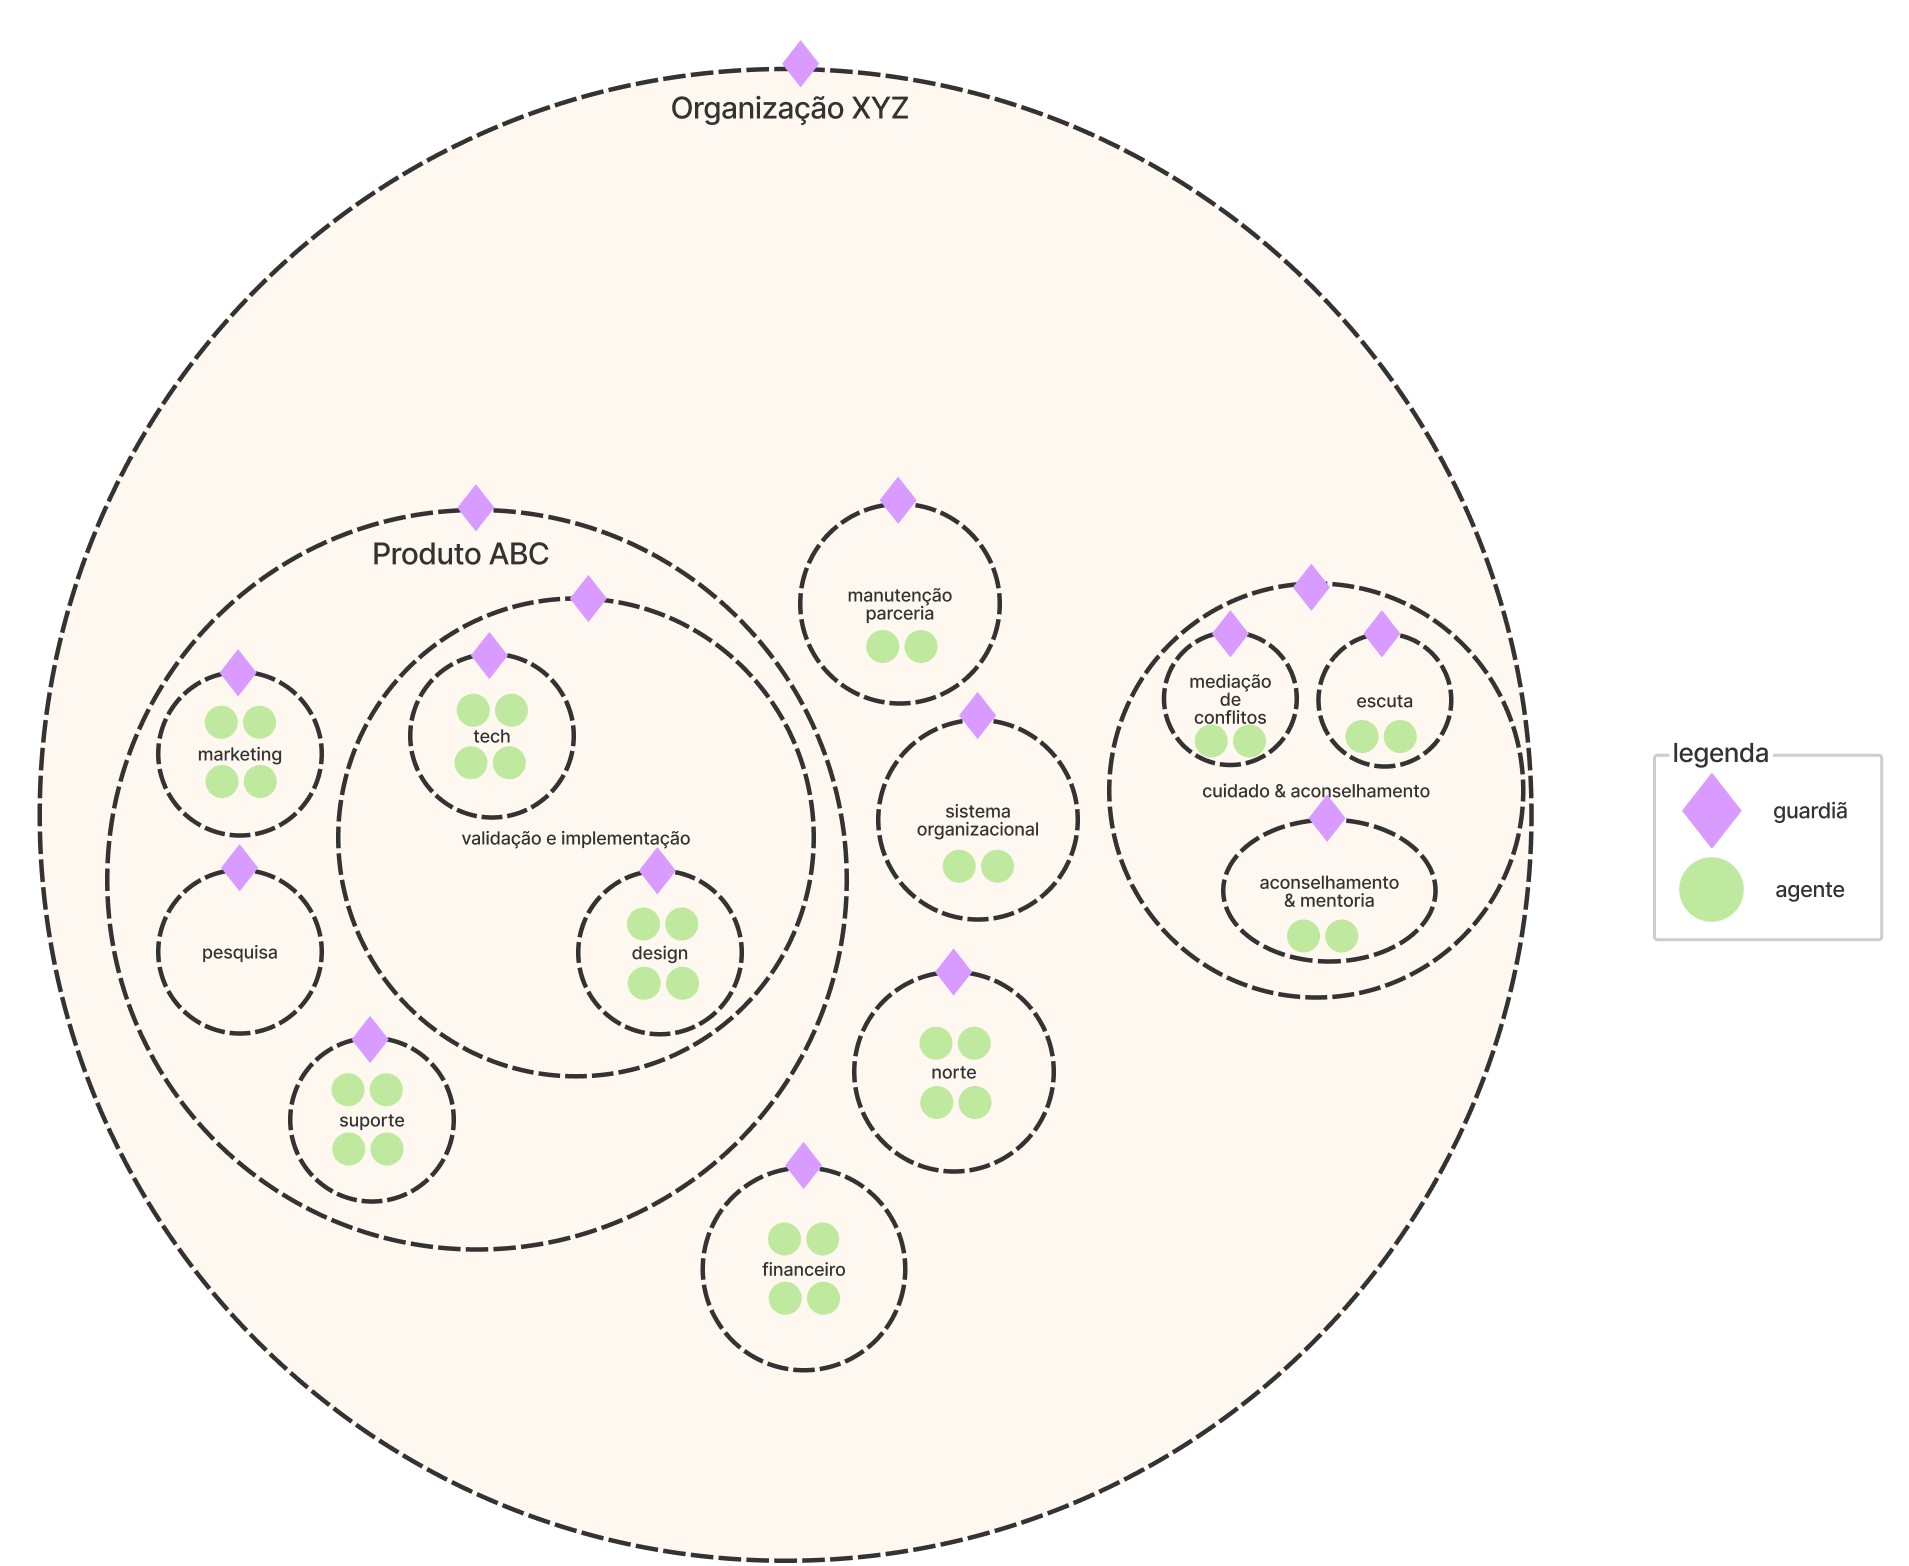 Organização XYZ
Produto ABC
manutenção
parceria
mediação
de
conflitos
escuta
tech
marketing
validação e implementação
cuidado & aconselhamento
sistema
organizacional
aconselhamento
& mentoria
pesquisa
design
norte
suporte
financeiro
legenda
guardiã
agente